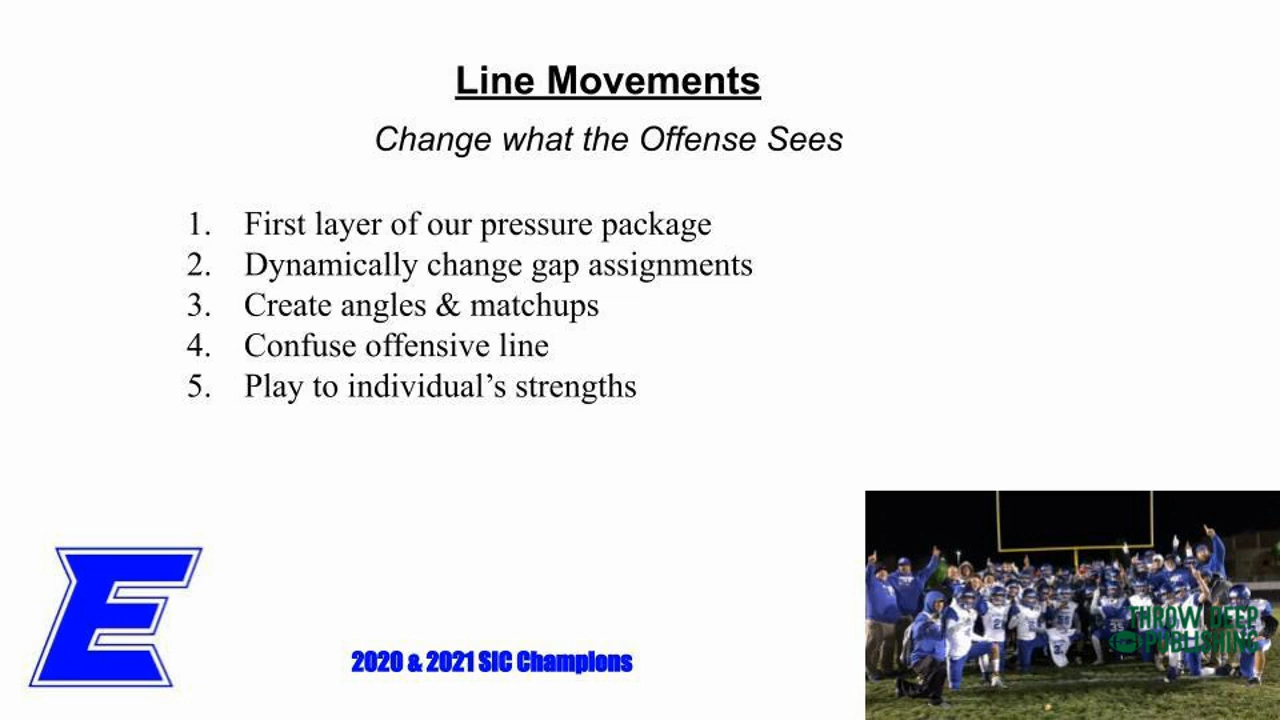 Line Movements
Change what the Offense Sees
1. First layer of our pressure package
2. Dynamically change gap assignments
3. Create angles & matchups
4. Confuse offensive line
5. Play to individual’s strengths
E
2020 & 2021 SIC Champions
THROW DEEP
PUBLISHING